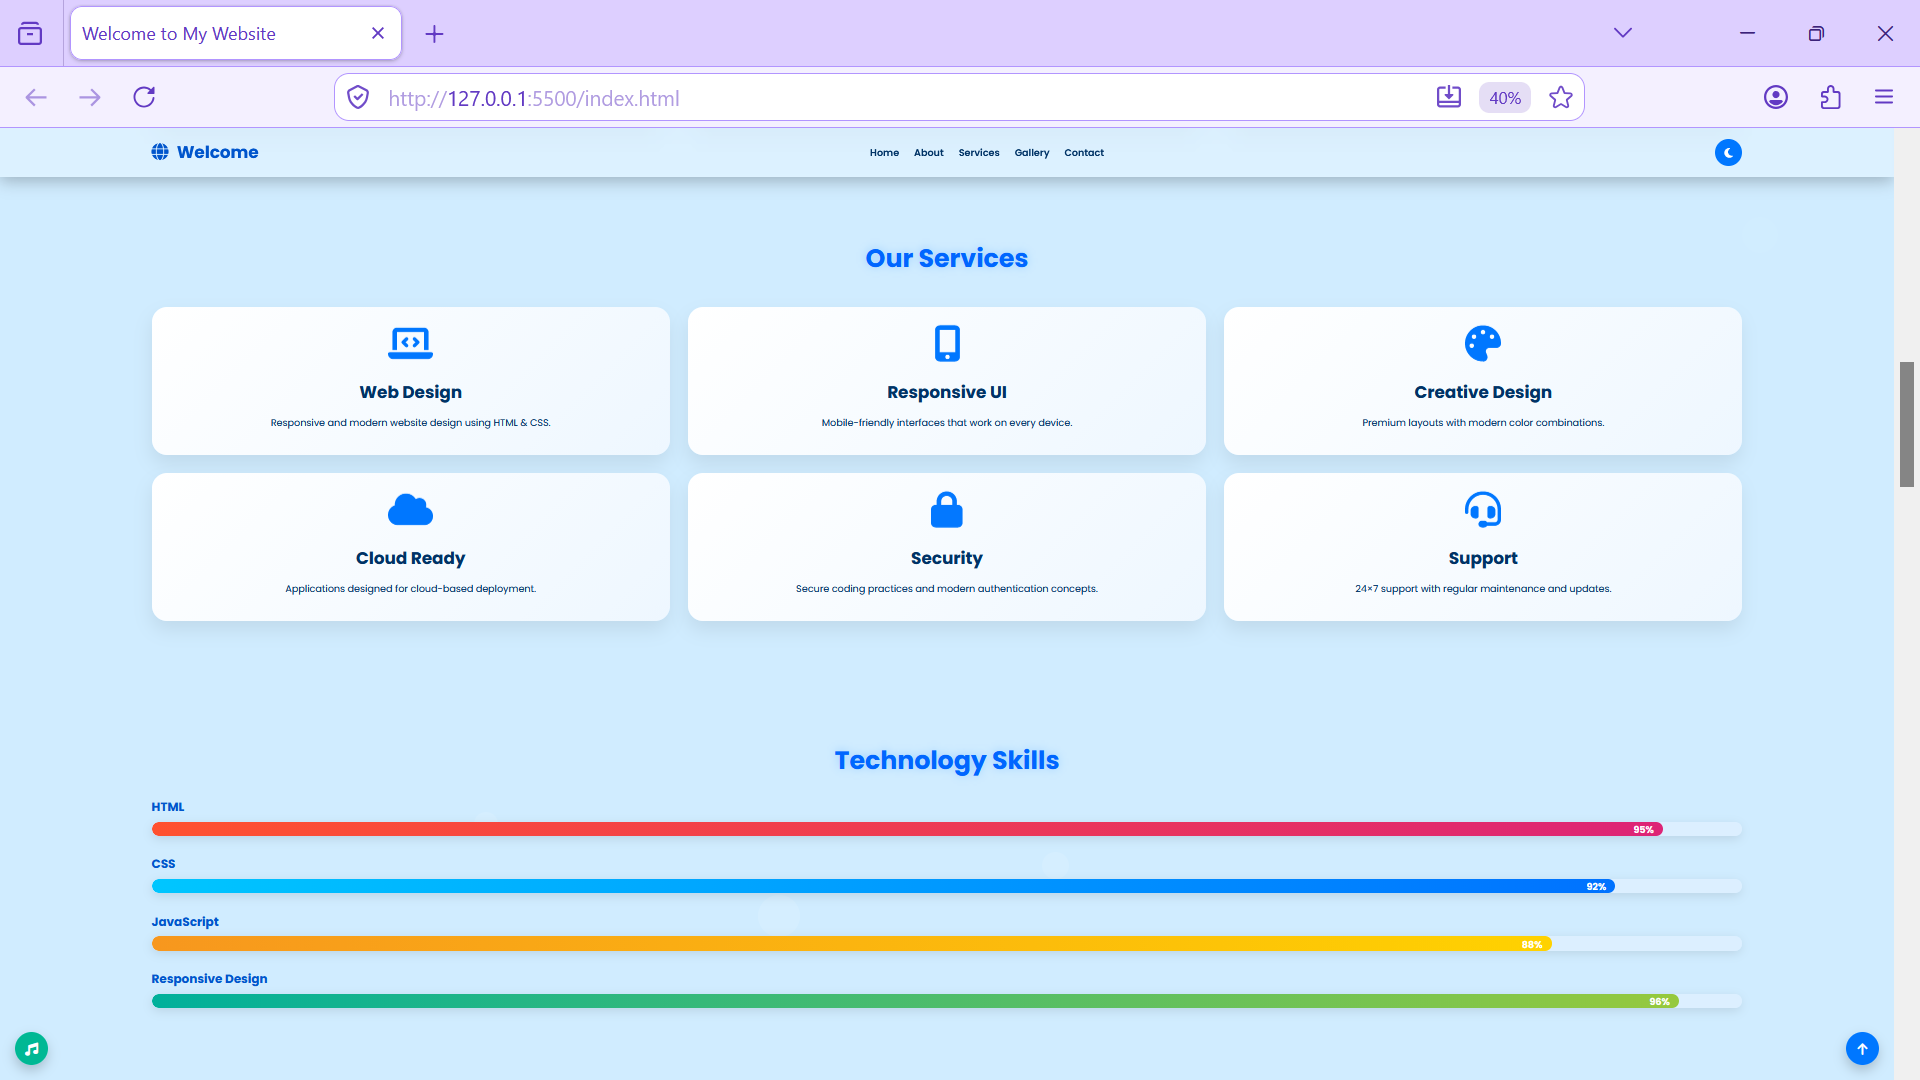 Welcome to My Website
http://127.0.0.1:5500/index.html
40%
Welcome
Home About Services Gallery Contact
Our Services
Web Design
Responsive and modern website design using HTML & CSS.
Responsive UI
Mobile-friendly interfaces that work on every device.
Creative Design
Premium layouts with modern color combinations.
Cloud Ready
Applications designed for cloud-based deployment.
Security
Secure coding practices and modern authentication concepts.
Support
24×7 support with regular maintenance and updates.
Technology Skills
HTML
95%
CSS
92%
JavaScript
88%
Responsive Design
96%